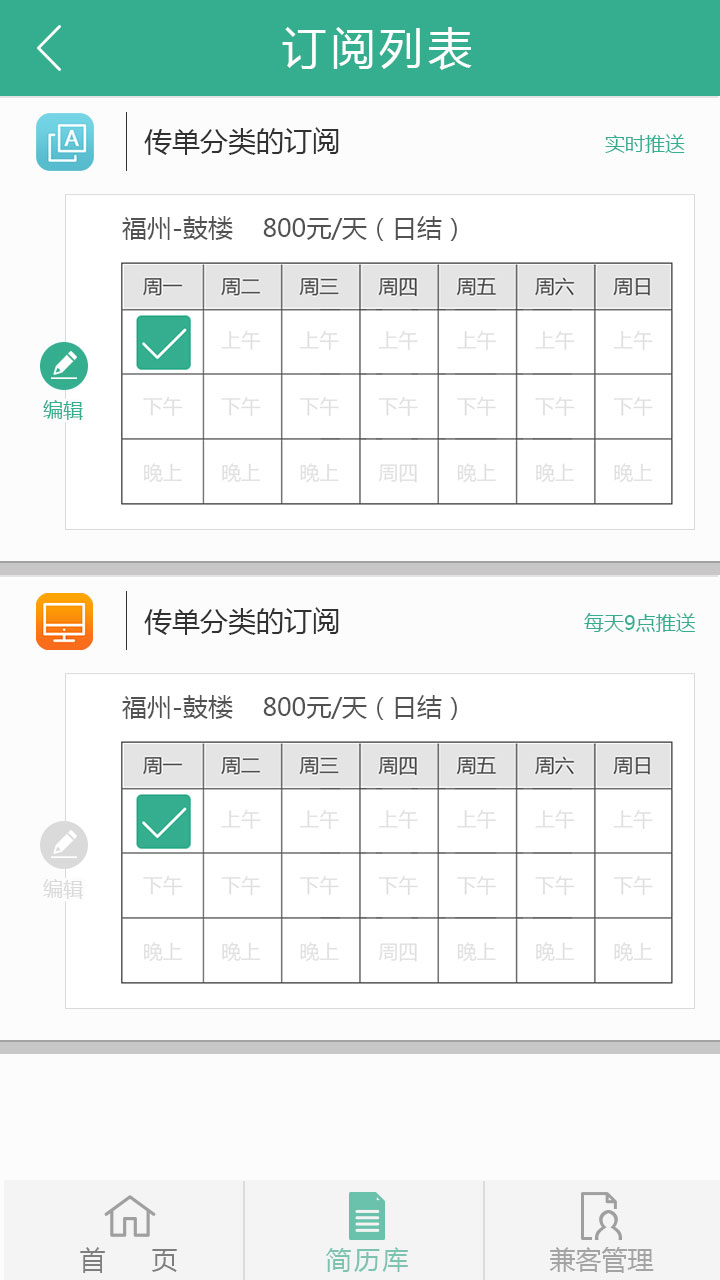 订阅列表
A
传单分类的订阅 实时推送
福州-鼓楼 800元/天（日结）
周一 周二 周三 周四 周五 周六 周日
上午 上午 上午 上午 上午 上午
下午 下午 下午 下午 下午 下午 下午
编辑
晚上 晚上 晚上 周四 晚上 晚上 晚上
传单分类的订阅 每天9点推送
福州-鼓楼 800元/天（日结）
周一 周二 周三 周四 周五 周六 周日
上午 上午 上午 上午 上午 上午
下午 下午 下午 下午 下午 下午 下午
编辑
晚上 晚上 晚上 周四 晚上 晚上 晚上
首页 简历库 兼客管理